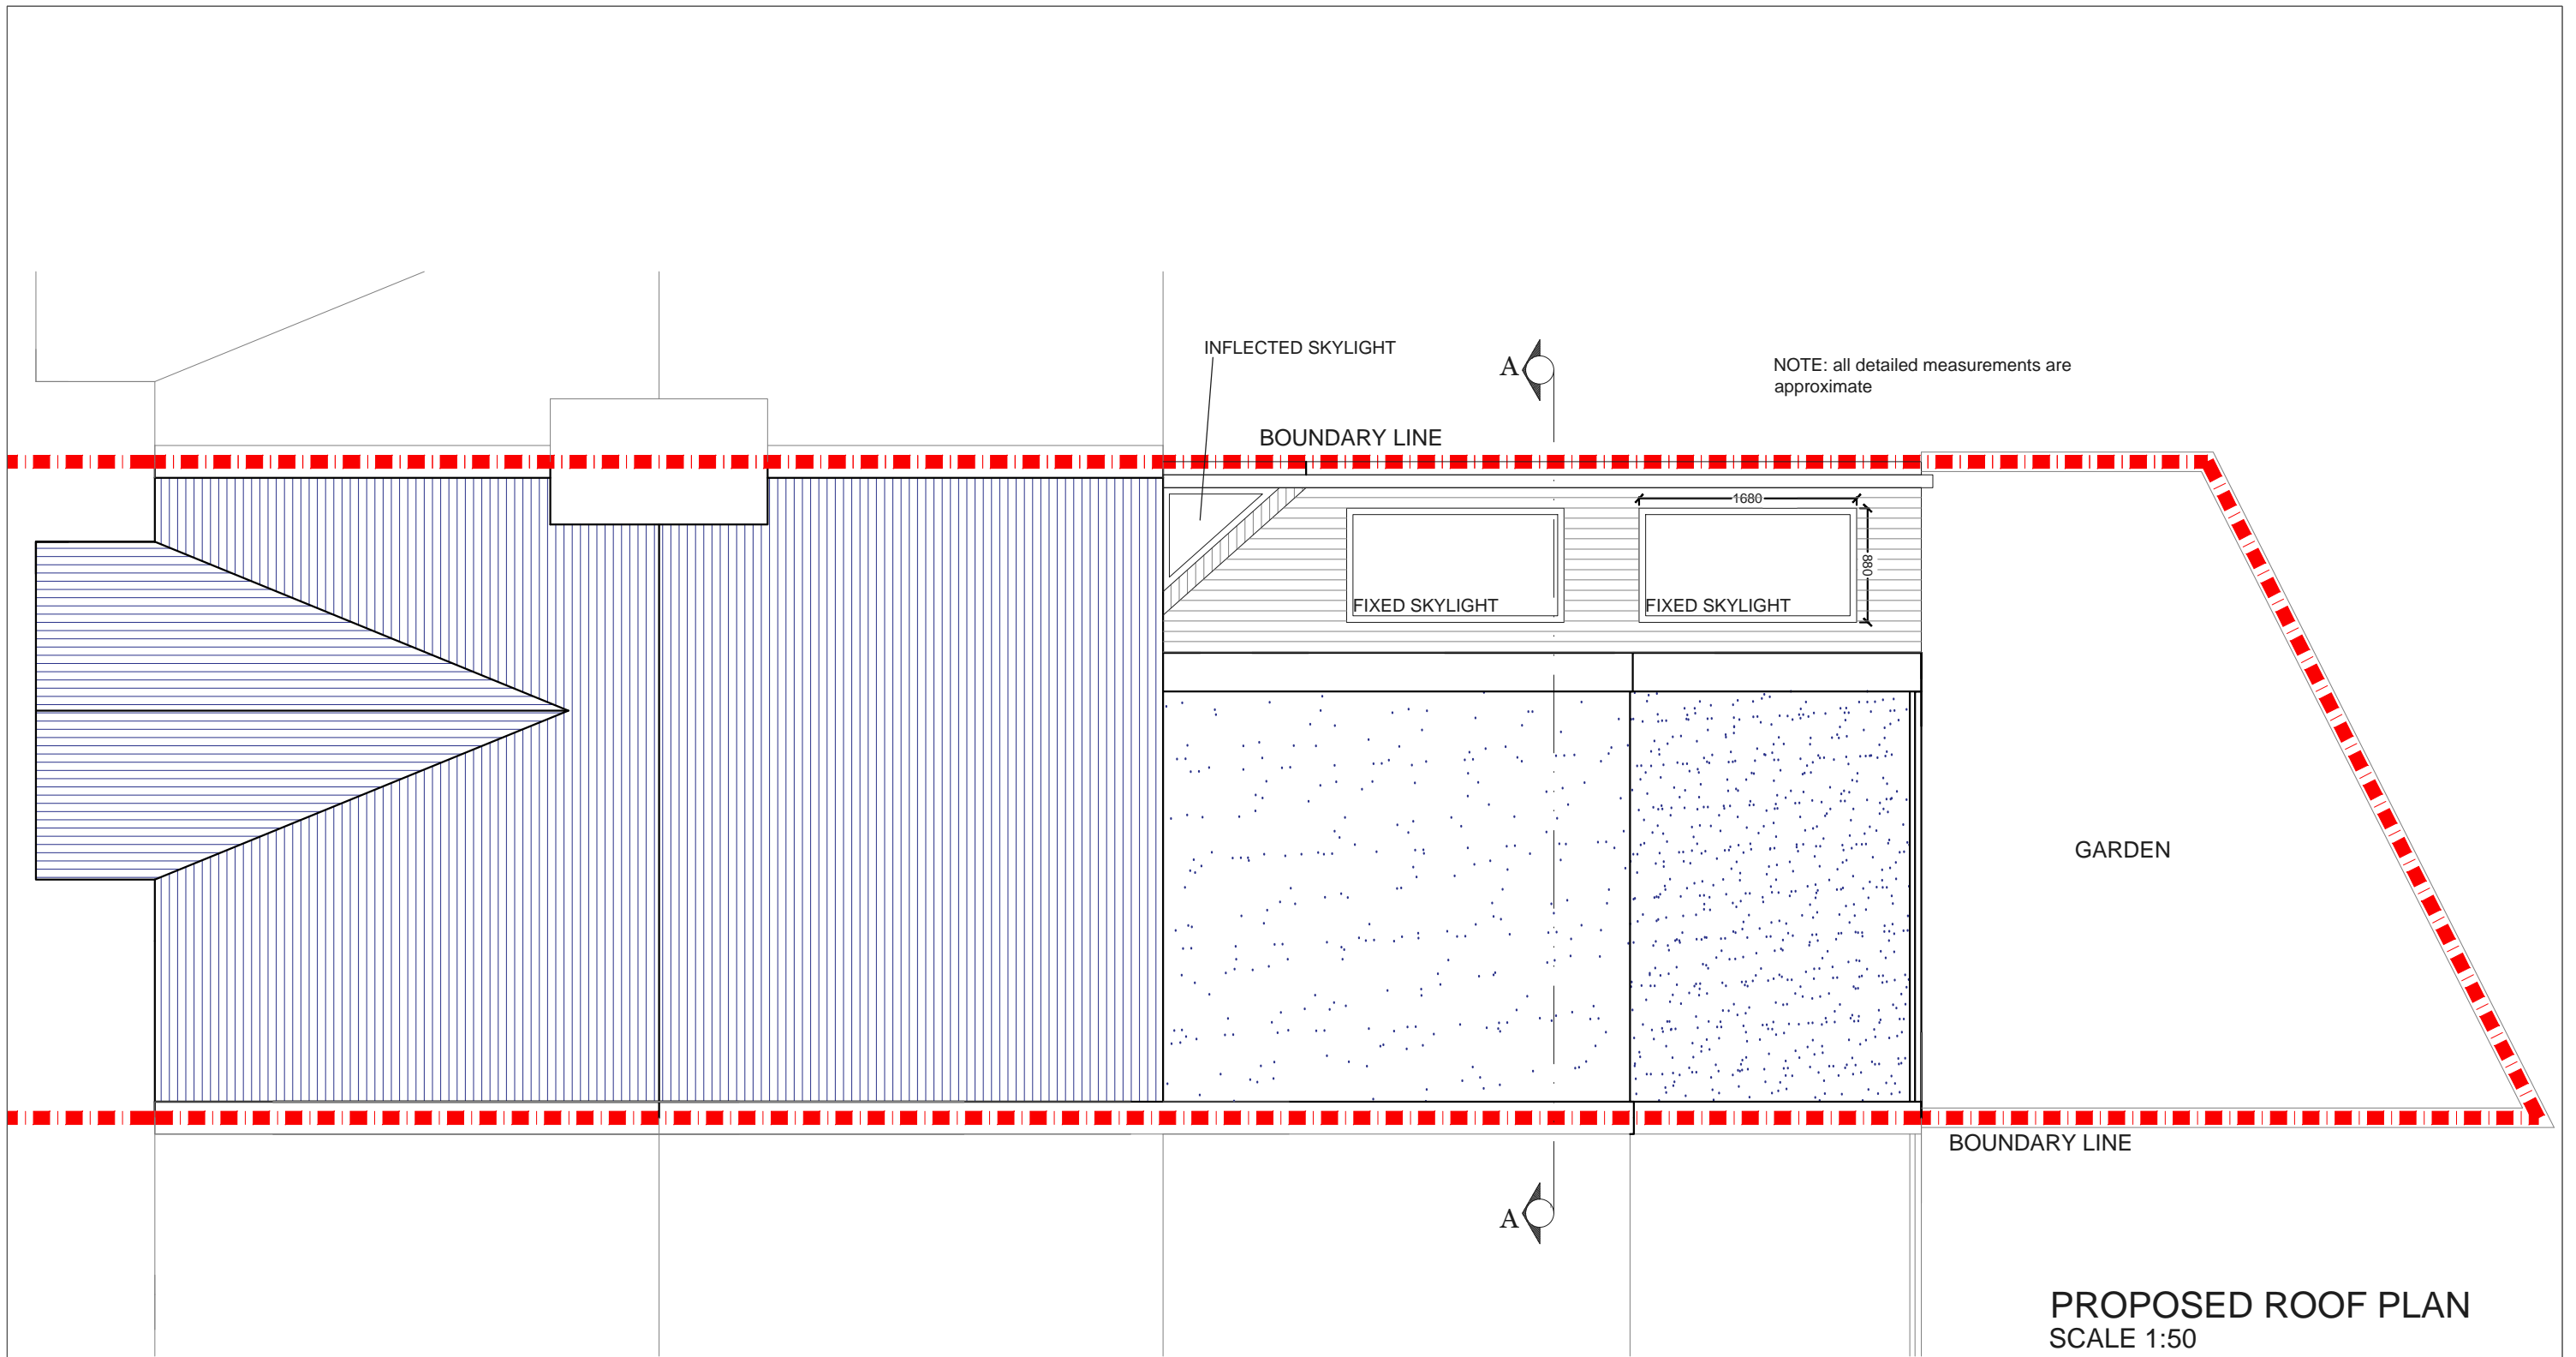 INFLECTED SKYLIGHT
A
NOTE: all detailed measurements are
approximate
BOUNDARY LINE
1680
880
FIXED SKYLIGHT
FIXED SKYLIGHT
GARDEN
BOUNDARY LINE
A
PROPOSED ROOF PLAN
SCALE 1:50